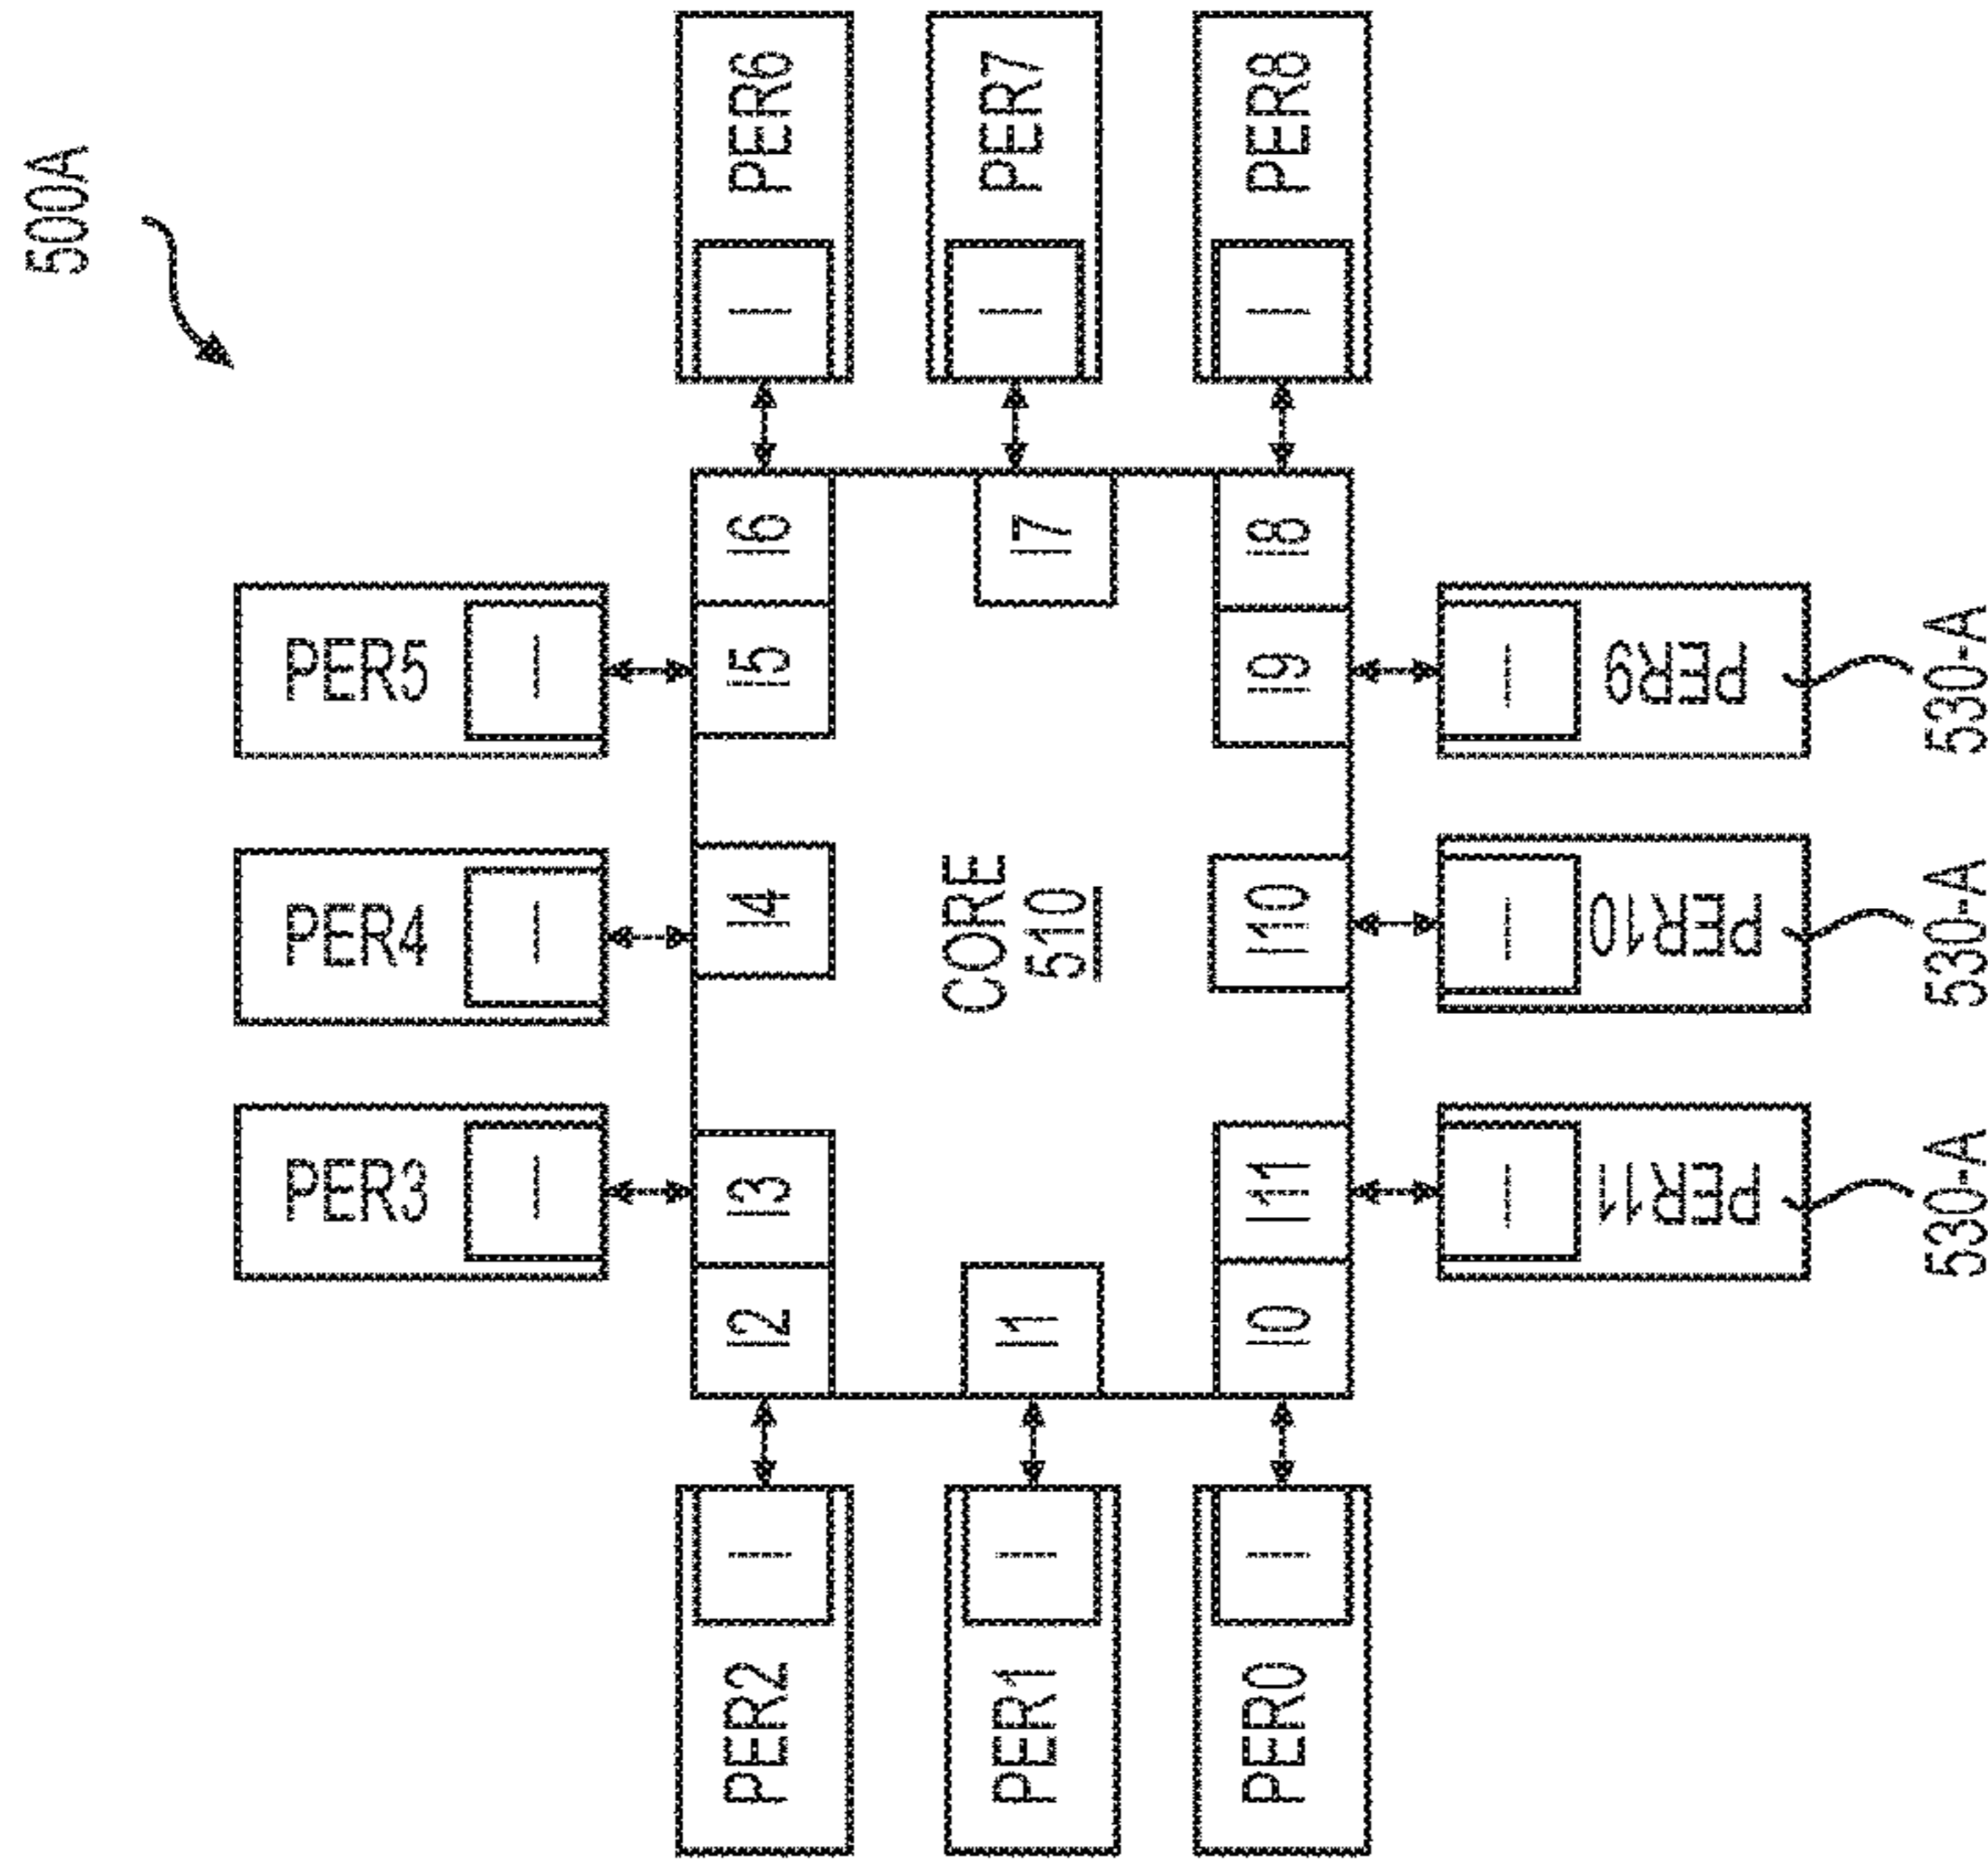 500A
PER6
I
PER7
I
PER8
I
PER5
I
PER4
I
PER3
I
I6
I7
I8
I5
I9
I4
CORE
510
I10
I3
I11
I2
I1
I0
I
PER9
530-A
I
PER10
530-A
I
PER11
530-A
I
PER2
I
PER1
I
PER0